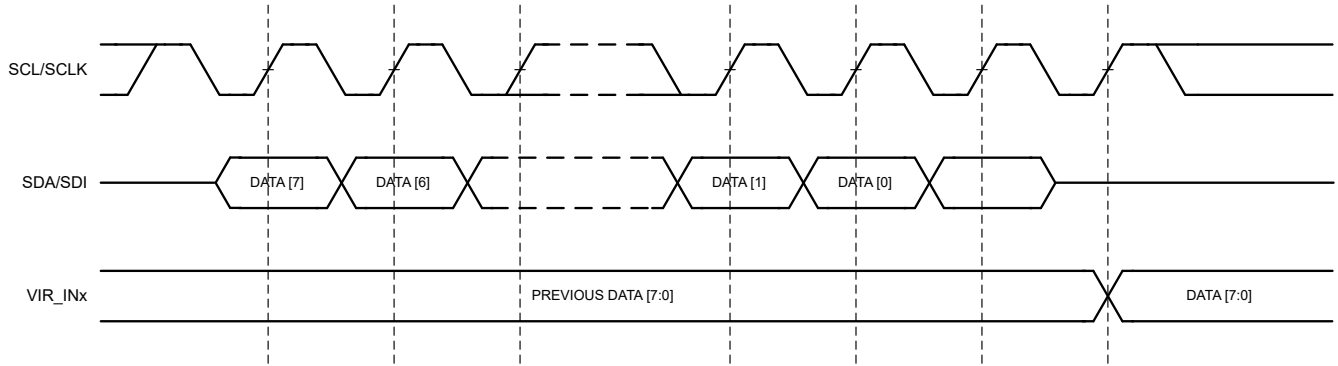 SCL/SCLK
SDA/SDI
DATA [7]
DATA [6]
DATA [1]
DATA [0]
VIR_INx
PREVIOUS DATA [7:0]
DATA [7:0]